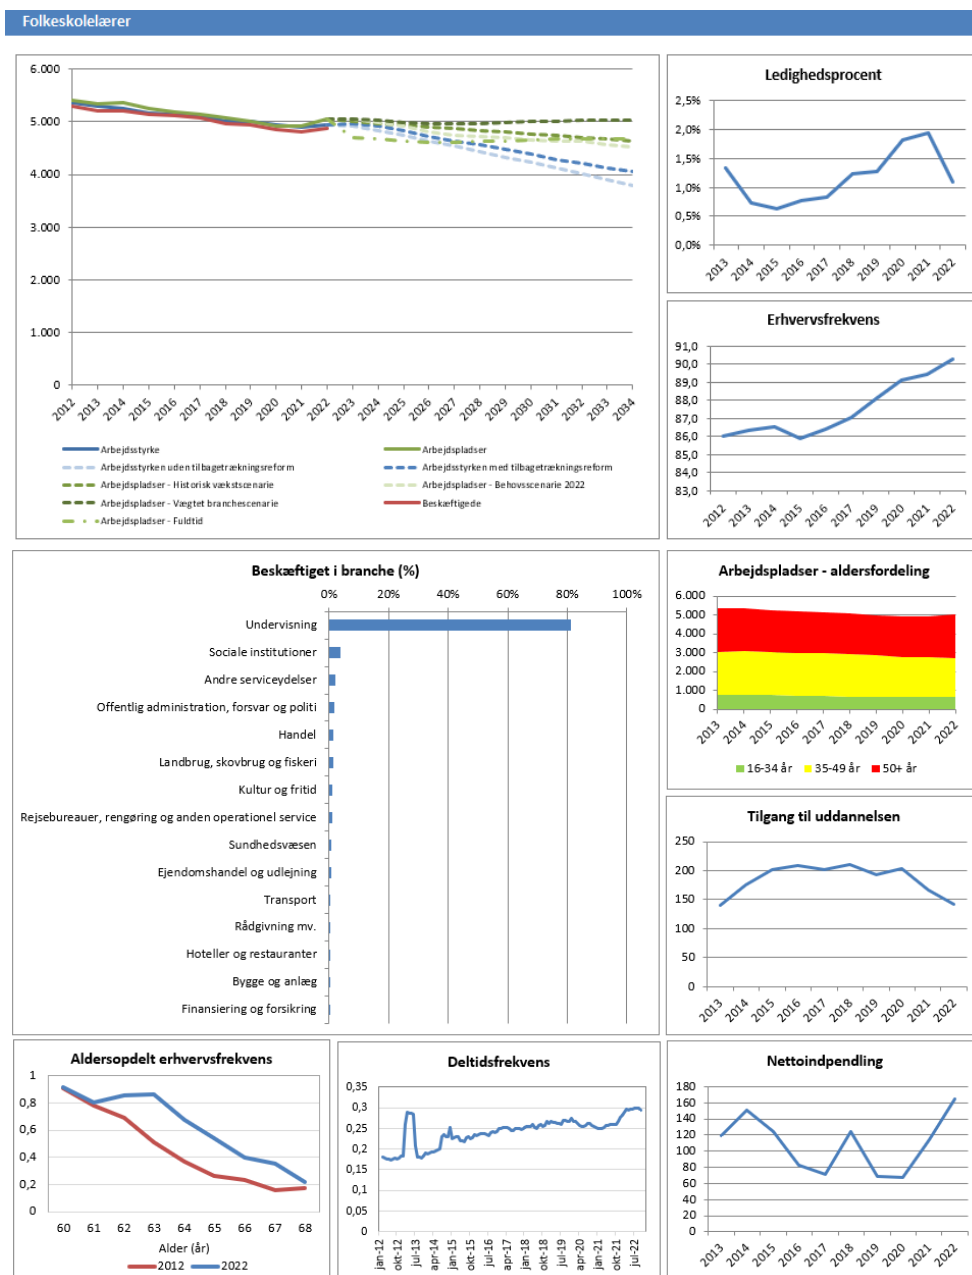 Folkeskolelærer
6.000
5.000
4.000
3.000
2.000
1.000
0
2012 2013 2014 2015 2016 2017 2018 2019 2020 2021 2022 2023 2024 2025 2026 2027 2028 2029 2030 2031 2032 2033 2034
Arbejdsstyrke
Arbejdspladser
Arbejdsstyrken uden tilbagetrækningsreform
Arbejdsstyrken med tilbagetrækningsreform
Arbejdspladser - Historisk vækstscenarie
Arbejdspladser - Behovsscenarie 2022
Arbejdspladser - Vægtet branchescenarie
Beskæftigede
Arbejdspladser - Fuldtid
Ledighedsprocent
2,5%
2,0%
1,5%
1,0%
0,5%
0,0%
2013 2014 2015 2016 2017 2018 2019 2020 2021 2022
Erhvervsfrekvens
91,0
90,0
89,0
88,0
87,0
86,0
85,0
84,0
83,0
2012 2013 2014 2015 2016 2017 2018 2019 2020 2021 2022
Beskæftiget i branche (%)
0% 20% 40% 60% 80% 100%
Undervisning
Sociale institutioner
Andre serviceydelser
Offentlig administration, forsvar og politi
Handel
Landbrug, skovbrug og fiskeri
Kultur og fritid
Rejsebureauer, rengøring og anden operationel service
Sundhedsvæsen
Ejendomshandel og udlejning
Transport
Rådgivning mv.
Hoteller og restauranter
Bygge og anlæg
Finansiering og forsikring
Arbejdspladser - aldersfordeling
6.000
5.000
4.000
3.000
2.000
1.000
0
2013 2014 2015 2016 2017 2018 2019 2020 2021 2022
16-34 år 35-49 år 50+ år
Tilgang til uddannelsen
250
200
150
100
50
0
2013 2014 2015 2016 2017 2018 2019 2020 2021 2022
Aldersopdelt erhvervsfrekvens
1
0,8
0,6
0,4
0,2
0
60 61 62 63 64 65 66 67 68
Alder (år)
2012 2022
Deltidsfrekvens
0,35
0,3
0,25
0,2
0,15
0,1
0,05
0
jan-12 okt-12 jul-13 apr-14 jan-15 okt-15 jul-16 apr-17 jan-18 okt-18 jul-19 apr-20 jan-21 okt-21 jul-22
Nettoindpendling
180
160
140
120
100
80
60
40
20
0
2013 2014 2015 2016 2017 2018 2019 2020 2021 2022